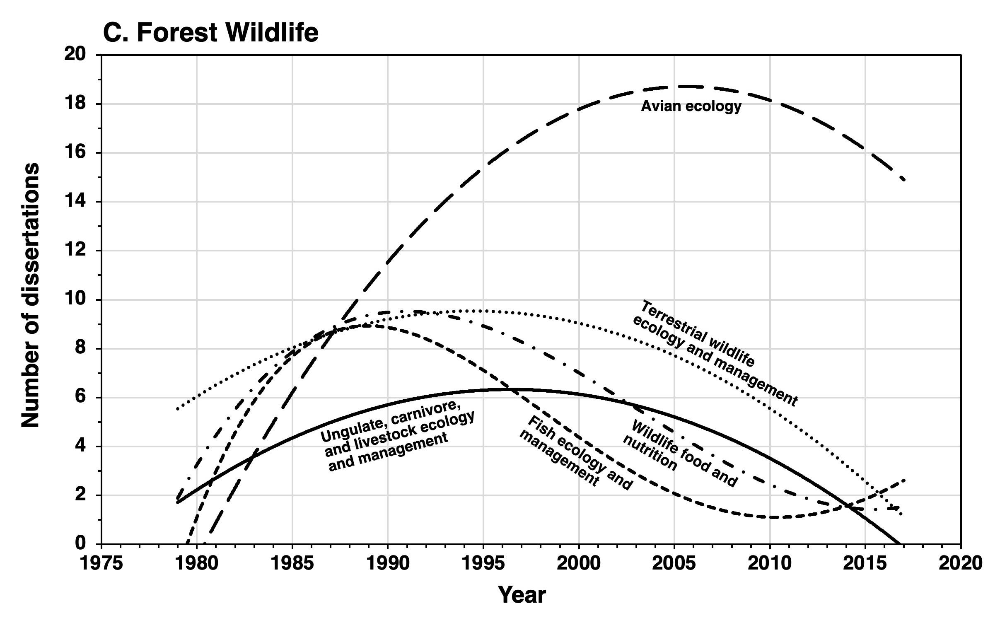 C. Forest Wildlife
20
18
16
14
12
10
8
6
4
2
0
Number of dissertations
Avian ecology
Terrestrial wildlife
ecology and management
Ungulate, carnivore,
and livestock ecology
and management
Fish ecology and
management
Wildlife food and
nutrition
1975 1980 1985 1990 1995 2000 2005 2010 2015 2020
Year